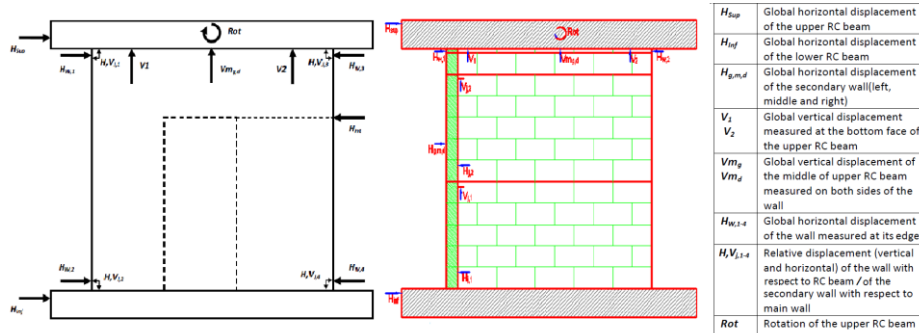 Rot
H_Sup
H_W,1
H,V_j,1
V1
Vm_g,d
V2
H,V_j,3
H_W,3
H_int
H_W,2
H,V_j,2
H,V_j,4
H_W,4
H_inf
Rot
H_Sup
H_W,1
V_1
Vm_g,d
V_2
H_W,2
V_j,2
H_g,m,d
H_j,2
V_j,1
H_j,1
H_inf
H_Sup Global horizontal displacement
of the upper RC beam
H_Inf Global horizontal displacement
of the lower RC beam
H_g,m,d Global horizontal displacement
of the secondary wall(left,
middle and right)
V_1 Global vertical displacement
V_2 measured at the bottom face of
the upper RC beam
Vm_g Global vertical displacement of
Vm_d the middle of upper RC beam
measured on both sides of the
wall
H_W,1-4 Global horizontal displacement
of the wall measured at its edge
H,V_j,1-4 Relative displacement (vertical
and horizontal) of the wall with
respect to RC beam / of the
secondary wall with respect to
main wall
Rot Rotation of the upper RC beam